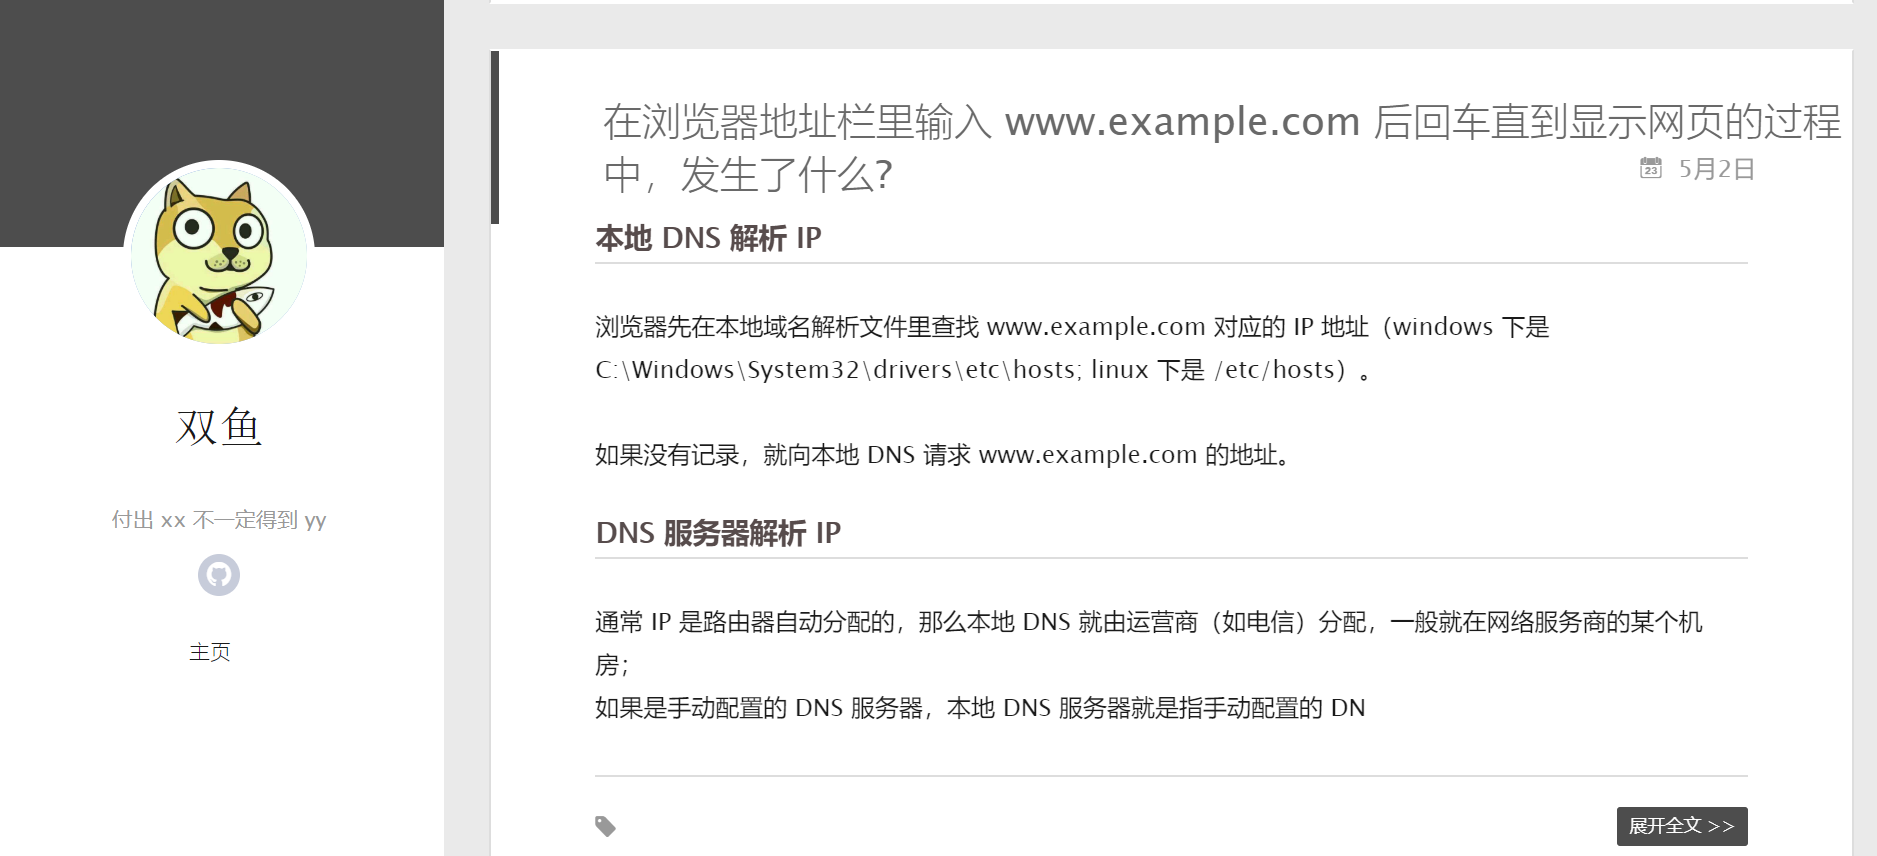 双鱼
付出 xx 不一定得到 yy
主页
在浏览器地址栏里输入 www.example.com 后回车直到显示网页的过程
中，发生了什么?
23
5月2日
本地 DNS 解析 IP
浏览器先在本地域名解析文件里查找 www.example.com 对应的 IP 地址（windows 下是
C:\Windows\System32\drivers\etc\hosts; linux 下是 /etc/hosts）。
如果没有记录，就向本地 DNS 请求 www.example.com 的地址。
DNS 服务器解析 IP
通常 IP 是路由器自动分配的，那么本地 DNS 就由运营商（如电信）分配，一般就在网络服务商的某个机
房；
如果是手动配置的 DNS 服务器，本地 DNS 服务器就是指手动配置的 DN
展开全文 >>